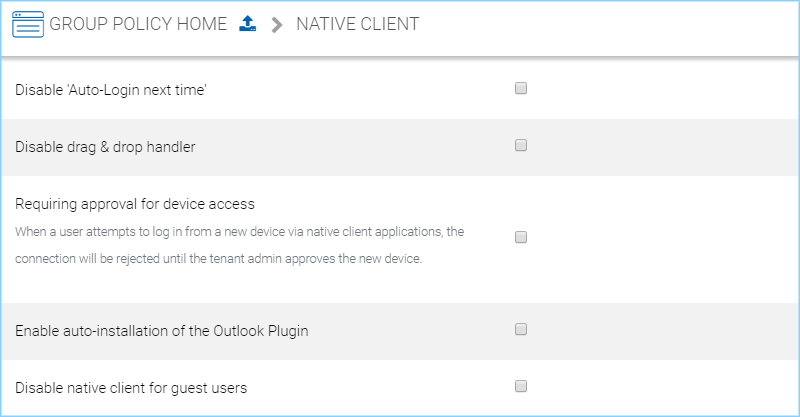 GROUP POLICY HOME NATIVE CLIENT
Disable 'Auto-Login next time'
Disable drag & drop handler
Requiring approval for device access
When a user attempts to log in from a new device via native client applications, the
connection will be rejected until the tenant admin approves the new device.
Enable auto-installation of the Outlook Plugin
Disable native client for guest users